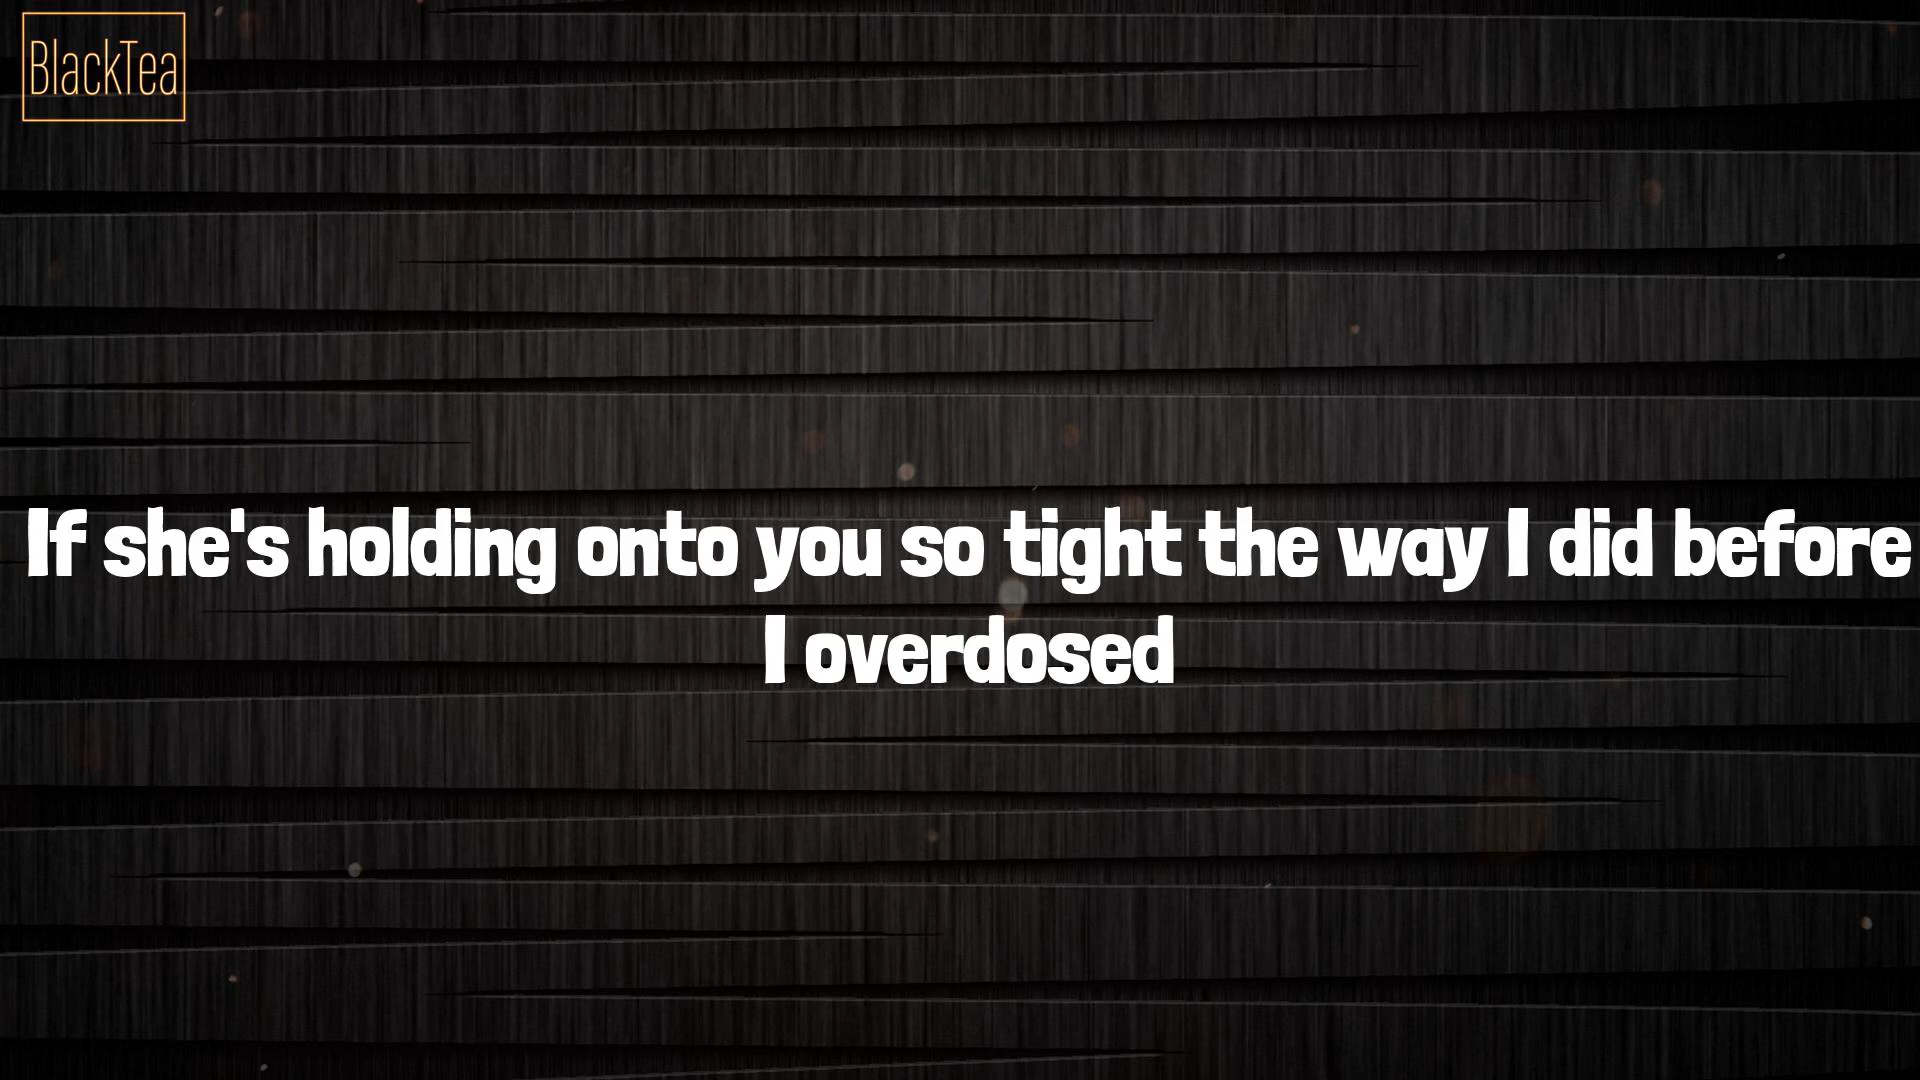 BlackTea
If she's holding onto you so tight the way I did before
I overdosed